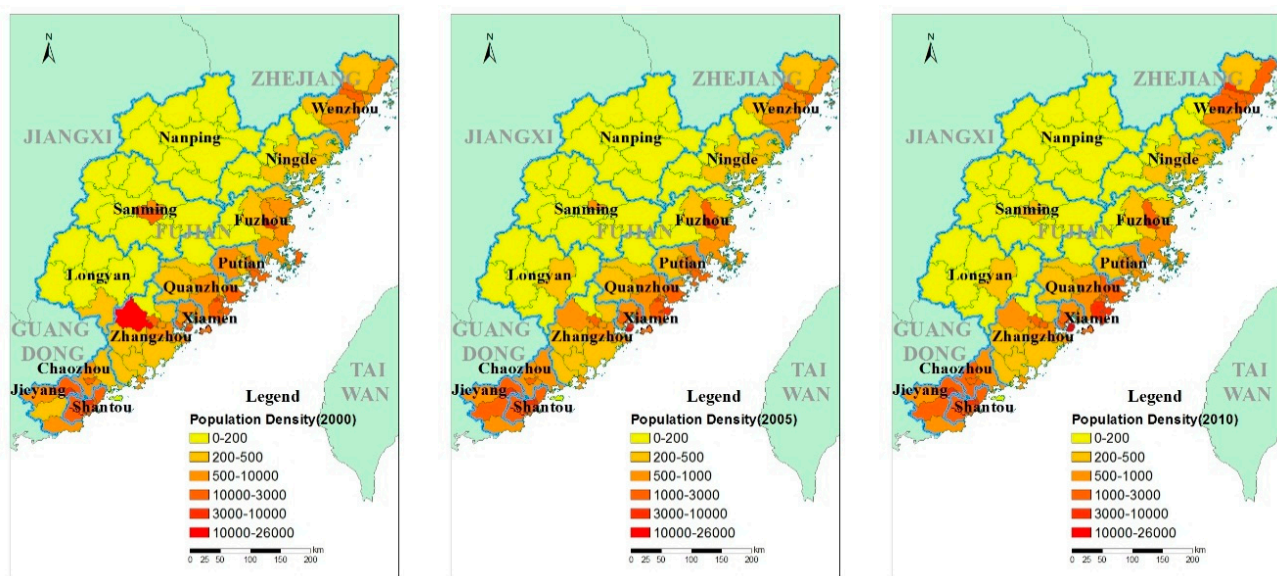 N
ZHEJIANG
Wenzhou
JIANGXI
Nanping
Ningde
Sanming
Fuzhou
FUJIAN
Longyan
Putian
Quanzhou
Xiamen
GUANG
DONG
Zhangzhou
Chaozhou
Jieyang
Shantou
TAI
WAN
Legend
Population Density(2000)
0-200
200-500
500-10000
10000-3000
3000-10000
10000-26000
0 25 50 100 150 200 km
N
ZHEJIANG
Wenzhou
JIANGXI
Nanping
Ningde
Sanming
Fuzhou
FUJIAN
Longyan
Putian
Quanzhou
Xiamen
GUANG
DONG
Zhangzhou
Chaozhou
Jieyang
Shantou
TAI
WAN
Legend
Population Density(2005)
0-200
200-500
500-1000
1000-3000
3000-10000
10000-26000
0 25 50 100 150 200 km
N
ZHEJIANG
Wenzhou
JIANGXI
Nanping
Ningde
Sanming
Fuzhou
FUJIAN
Longyan
Putian
Quanzhou
Xiamen
GUANG
DONG
Zhangzhou
Chaozhou
Jieyang
Shantou
TAI
WAN
Legend
Population Density(2010)
0-200
200-500
500-1000
1000-3000
3000-10000
10000-26000
0 25 50 100 150 200 km